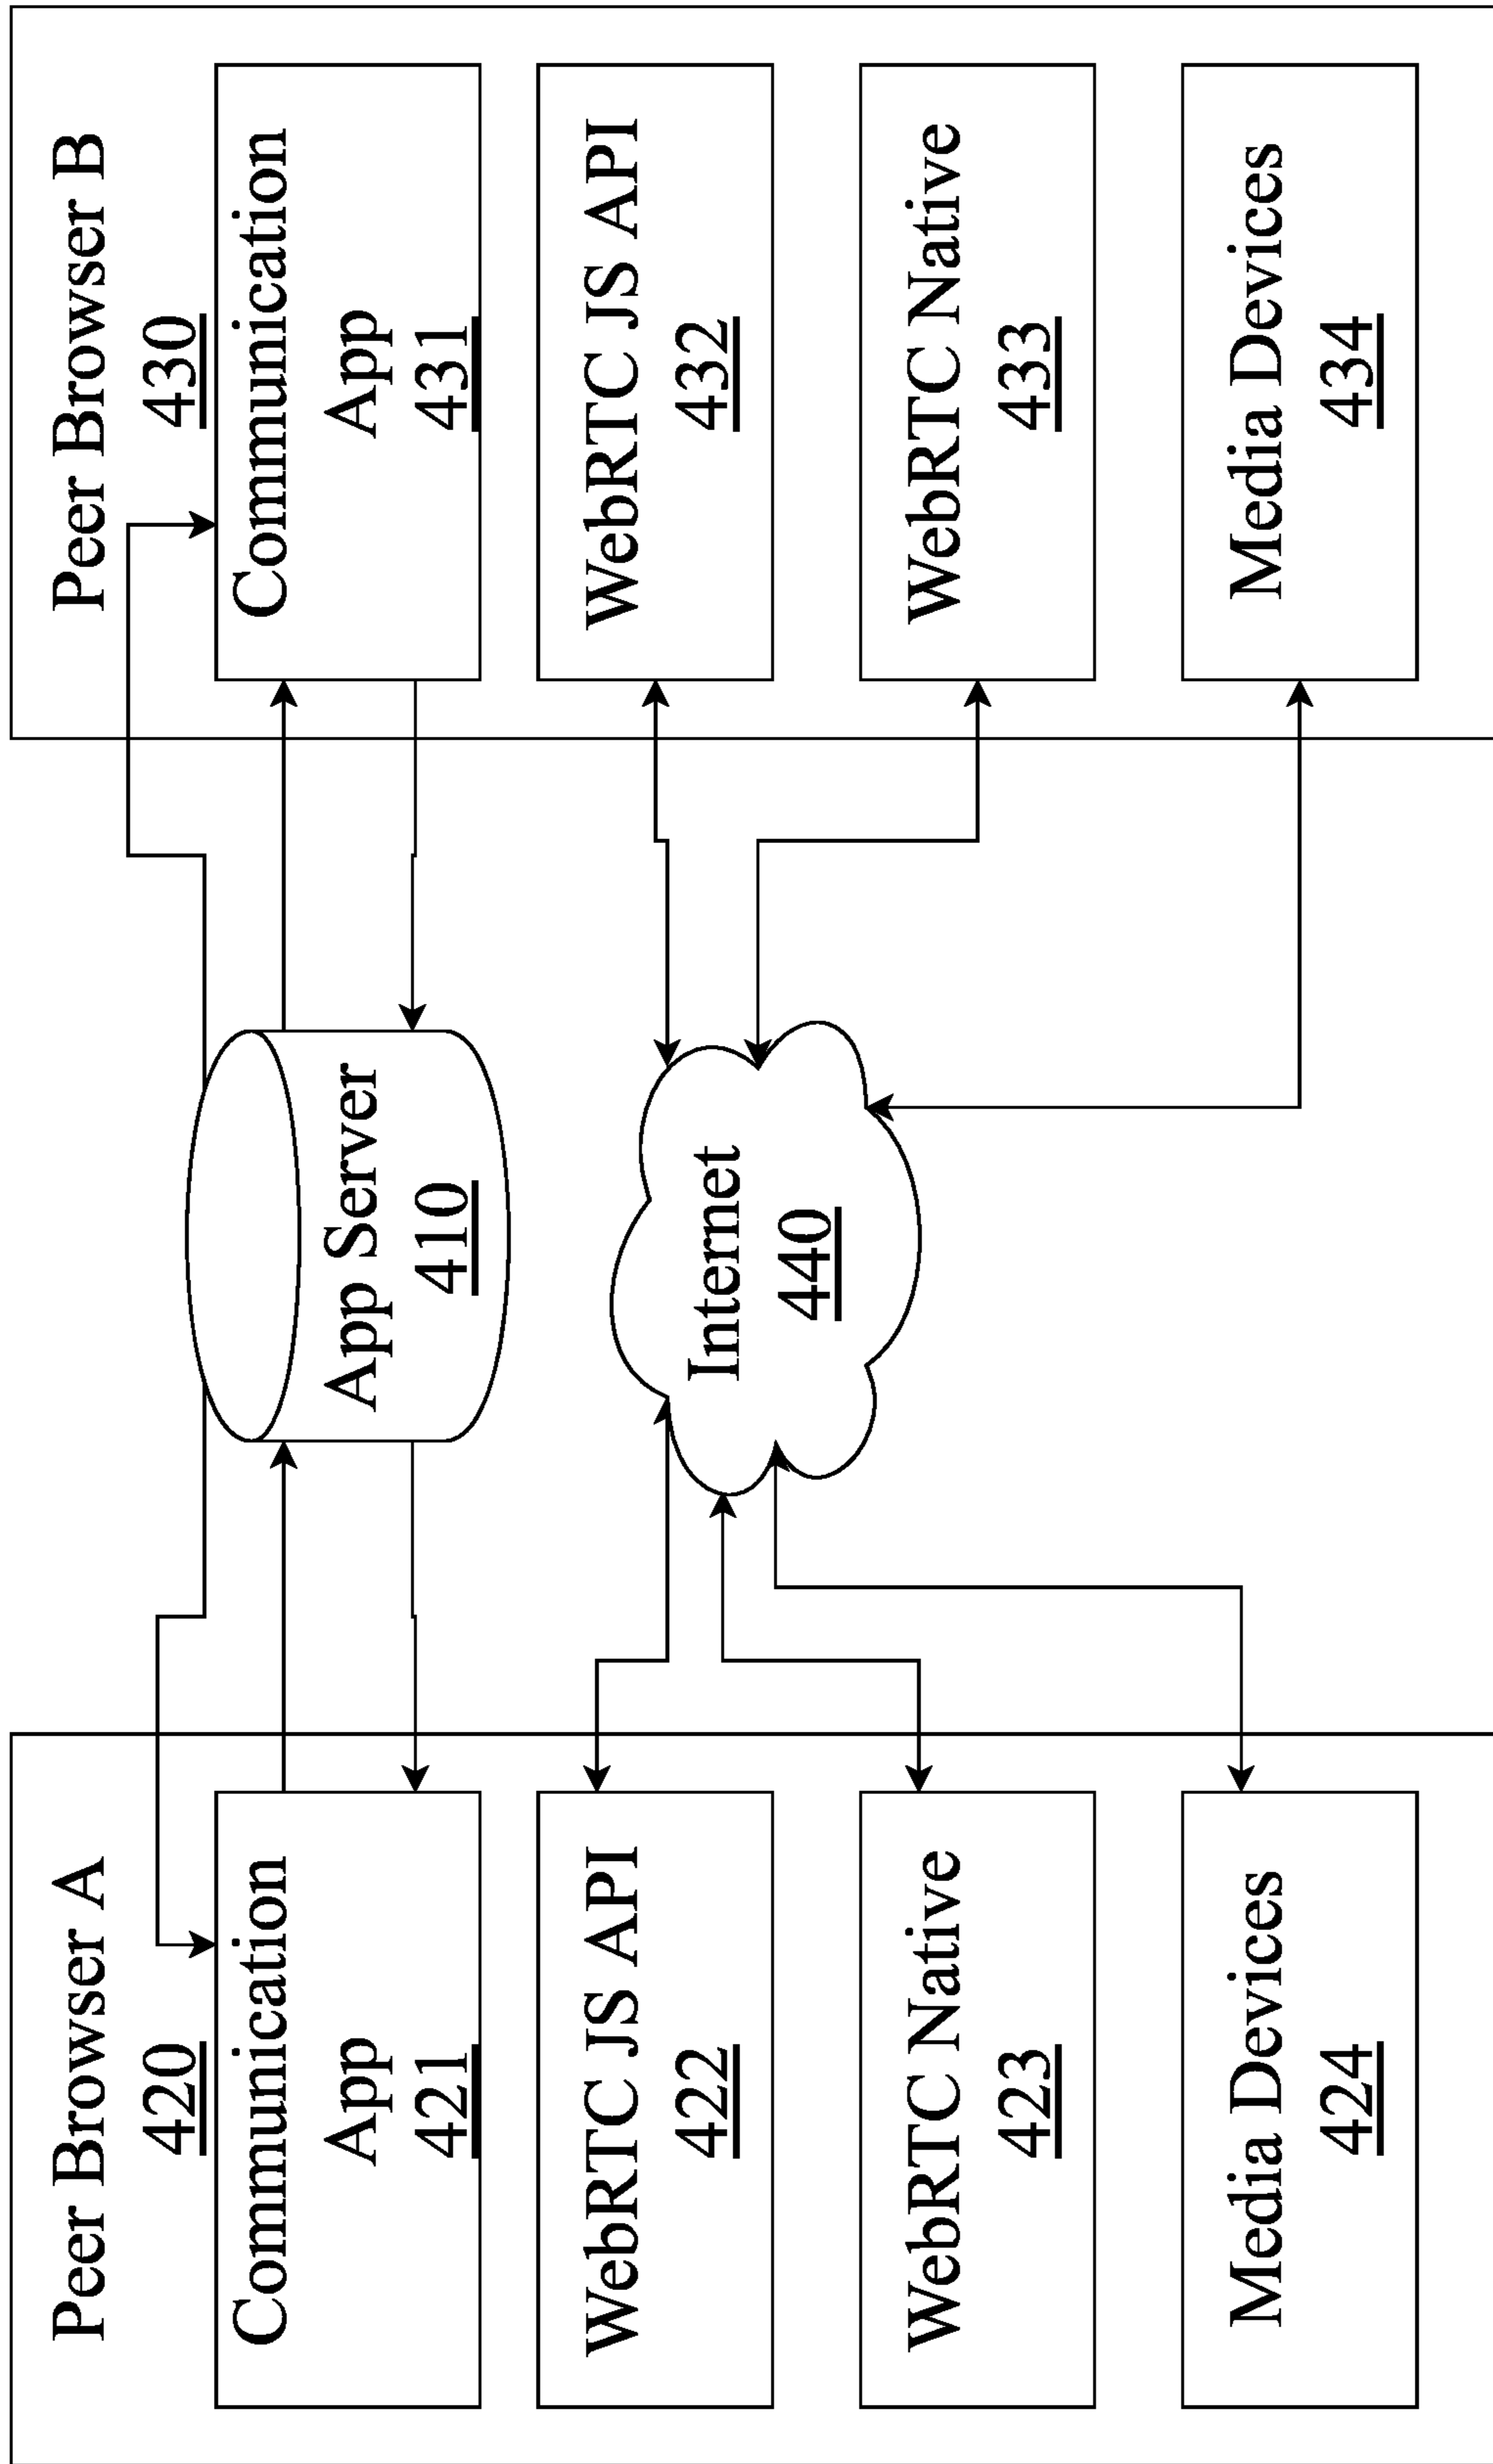 Peer Browser A
420
Communication
App
421
WebRTC JS API
422
WebRTC Native
423
Media Devices
424
App Server
410
Internet
440
Peer Browser B
430
Communication
App
431
WebRTC JS API
432
WebRTC Native
433
Media Devices
434